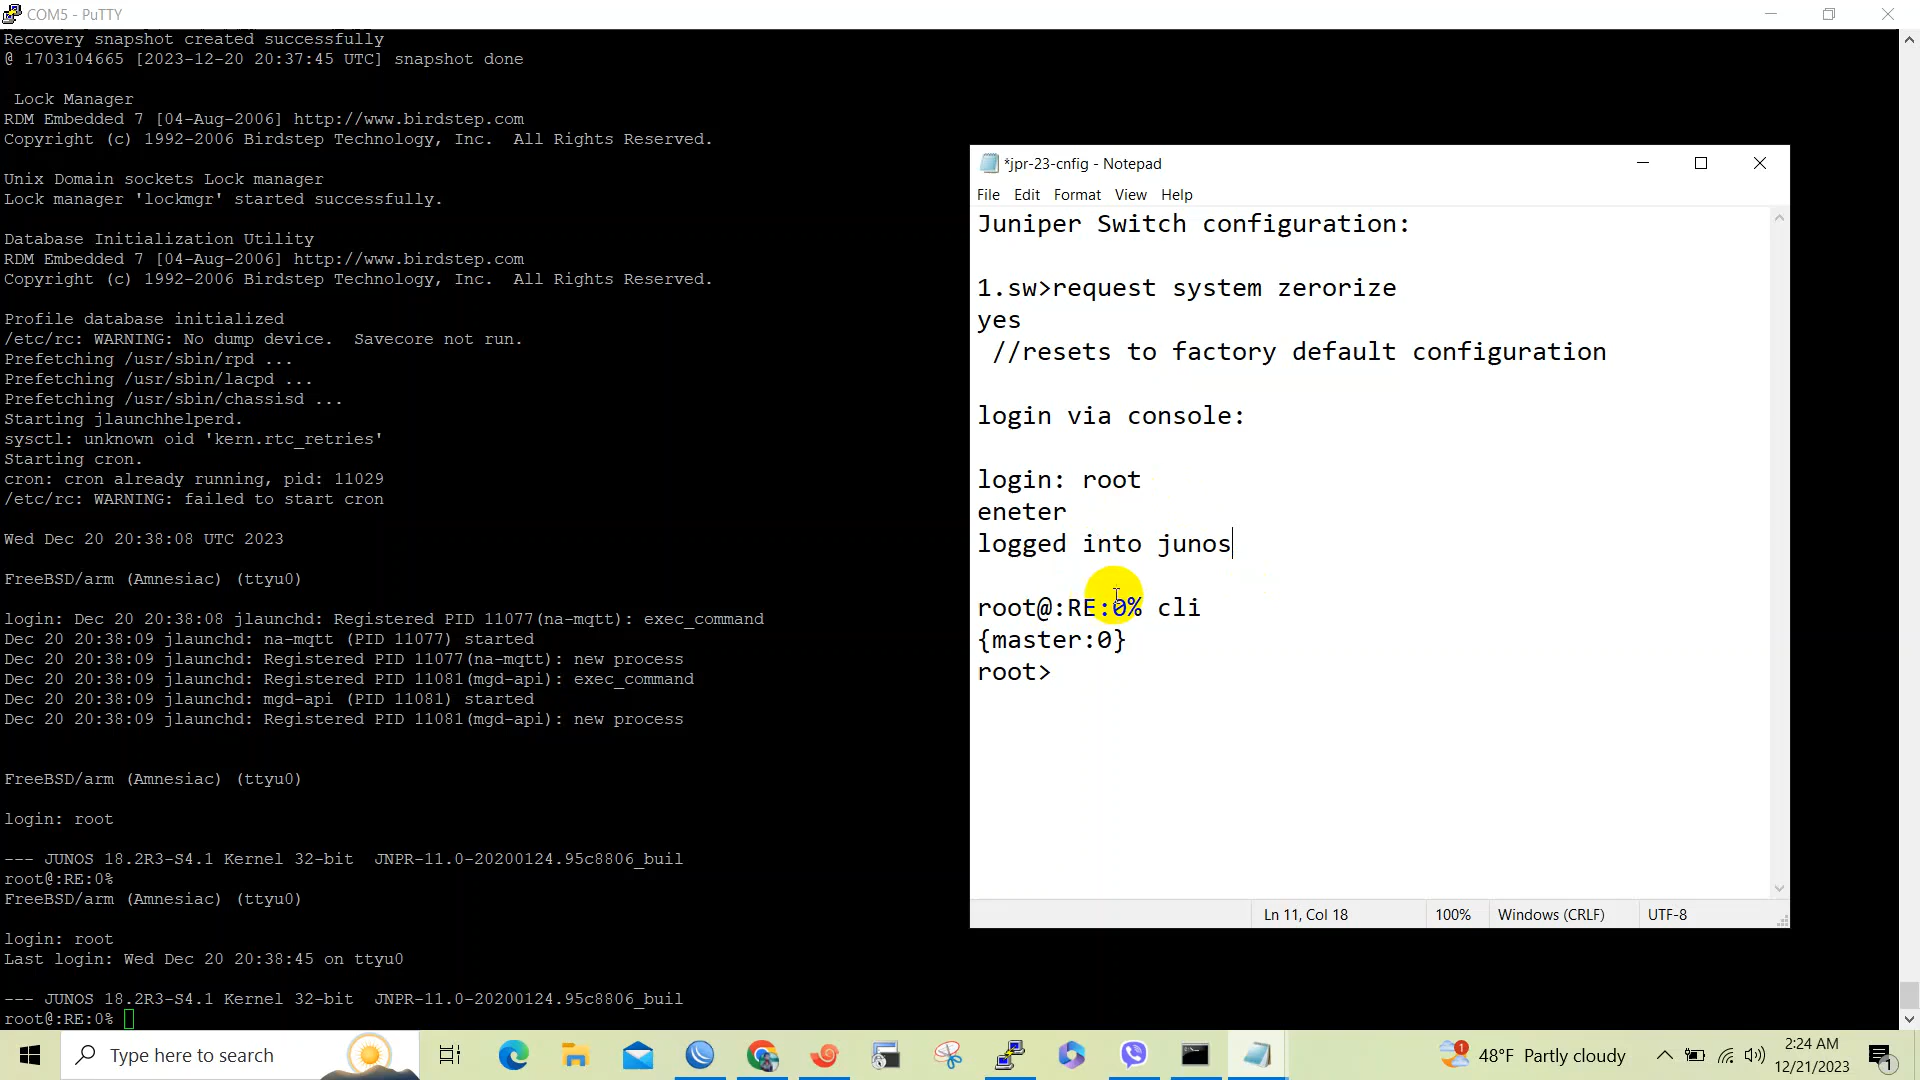 COM5 - PuTTY
Recovery snapshot created successfully
@ 1703104665 [2023-12-20 20:37:45 UTC] snapshot done
Lock Manager
RDM Embedded 7 [04-Aug-2006] http://www.birdstep.com
Copyright (c) 1992-2006 Birdstep Technology, Inc.  All Rights Reserved.
Unix Domain sockets Lock manager
Lock manager 'lockmgr' started successfully.
Database Initialization Utility
RDM Embedded 7 [04-Aug-2006] http://www.birdstep.com
Copyright (c) 1992-2006 Birdstep Technology, Inc.  All Rights Reserved.
Profile database initialized
/etc/rc: WARNING: No dump device.  Savecore not run.
Prefetching /usr/sbin/rpd ...
Prefetching /usr/sbin/lacpd ...
Prefetching /usr/sbin/chassisd ...
Starting jlaunchhelperd.
sysctl: unknown oid 'kern.rtc_retries'
Starting cron.
cron: cron already running, pid: 11029
/etc/rc: WARNING: failed to start cron
Wed Dec 20 20:38:08 UTC 2023
FreeBSD/arm (Amnesiac) (ttyu0)
login: Dec 20 20:38:08 jlaunchd: Registered PID 11077(na-mqtt): exec_command
Dec 20 20:38:09 jlaunchd: na-mqtt (PID 11077) started
Dec 20 20:38:09 jlaunchd: Registered PID 11077(na-mqtt): new process
Dec 20 20:38:09 jlaunchd: Registered PID 11081(mgd-api): exec_command
Dec 20 20:38:09 jlaunchd: mgd-api (PID 11081) started
Dec 20 20:38:09 jlaunchd: Registered PID 11081(mgd-api): new process
FreeBSD/arm (Amnesiac) (ttyu0)
login: root
--- JUNOS 18.2R3-S4.1 Kernel 32-bit  JNPR-11.0-20200124.95c8806_buil
root@:RE:0%
FreeBSD/arm (Amnesiac) (ttyu0)
login: root
Last login: Wed Dec 20 20:38:45 on ttyu0
--- JUNOS 18.2R3-S4.1 Kernel 32-bit  JNPR-11.0-20200124.95c8806_buil
root@:RE:0%
*jpr-23-cnfig - Notepad
File Edit Format View Help
Juniper Switch configuration:
1.sw>request system zerorize
yes
//resets to factory default configuration
login via console:
login: root
eneter
logged into junos
root@:RE:0% cli
{master:0}
root>
Ln 11, Col 18 100% Windows (CRLF) UTF-8
Type here to search
1 48°F Partly cloudy 2:24 AM
12/21/2023 1